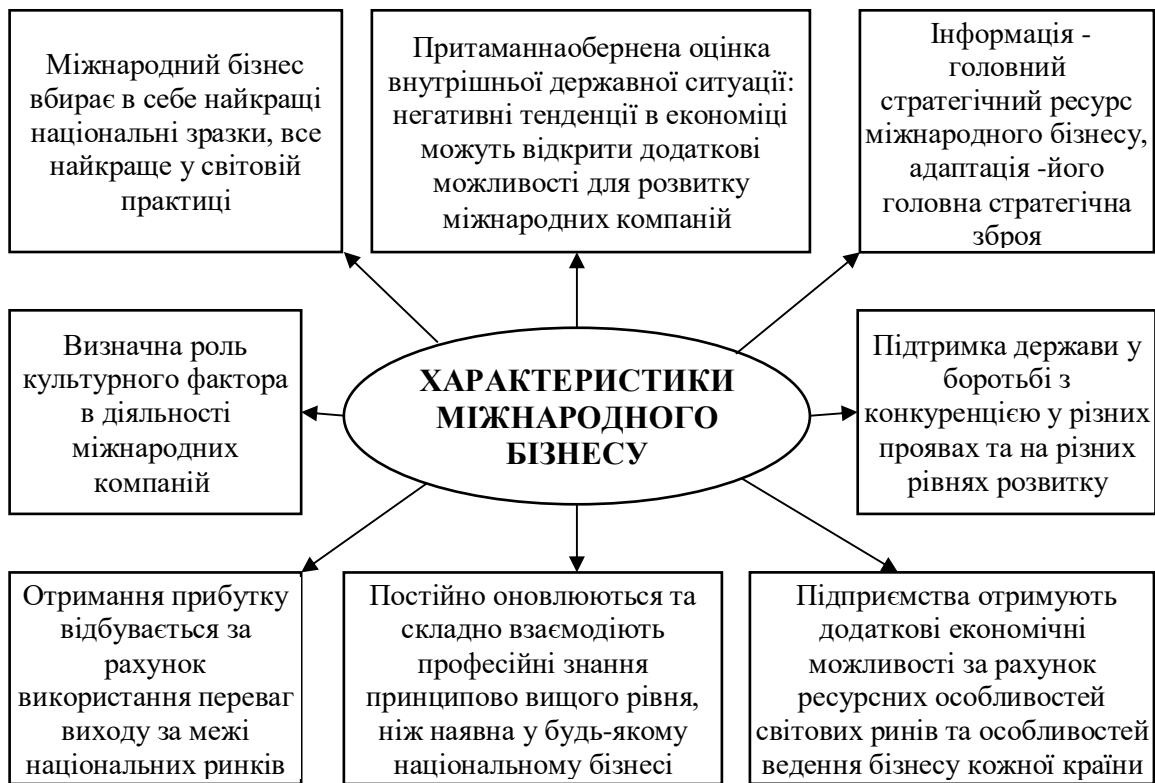 Міжнародний бізнес
вбирає в себе найкращі
національні зразки, все
найкраще у світовій
практиці
Притаманнаобернена оцінка
внутрішньої державної ситуації:
негативні тенденції в економіці
можуть відкрити додаткові
можливості для розвитку
міжнародних компаній
Інформація -
головний
стратегічний ресурс
міжнародного бізнесу,
адаптація -його
головна стратегічна
зброя
Визначна роль
культурного фактора
в діяльності
міжнародних
компаній
ХАРАКТЕРИСТИКИ
МІЖНАРОДНОГО
БІЗНЕСУ
Підтримка держави у
боротьбі з
конкуренцією у різних
проявах та на різних
рівнях розвитку
Отримання прибутку
відбувається за
рахунок
використання переваг
виходу за межі
національних ринків
Постійно оновлюються та
складно взаємодіють
професійні знання
принципово вищого рівня,
ніж наявна у будь-якому
національному бізнесі
Підприємства отримують
додаткові економічні
можливості за рахунок
ресурсних особливостей
світових ринів та особливостей
ведення бізнесу кожної країни